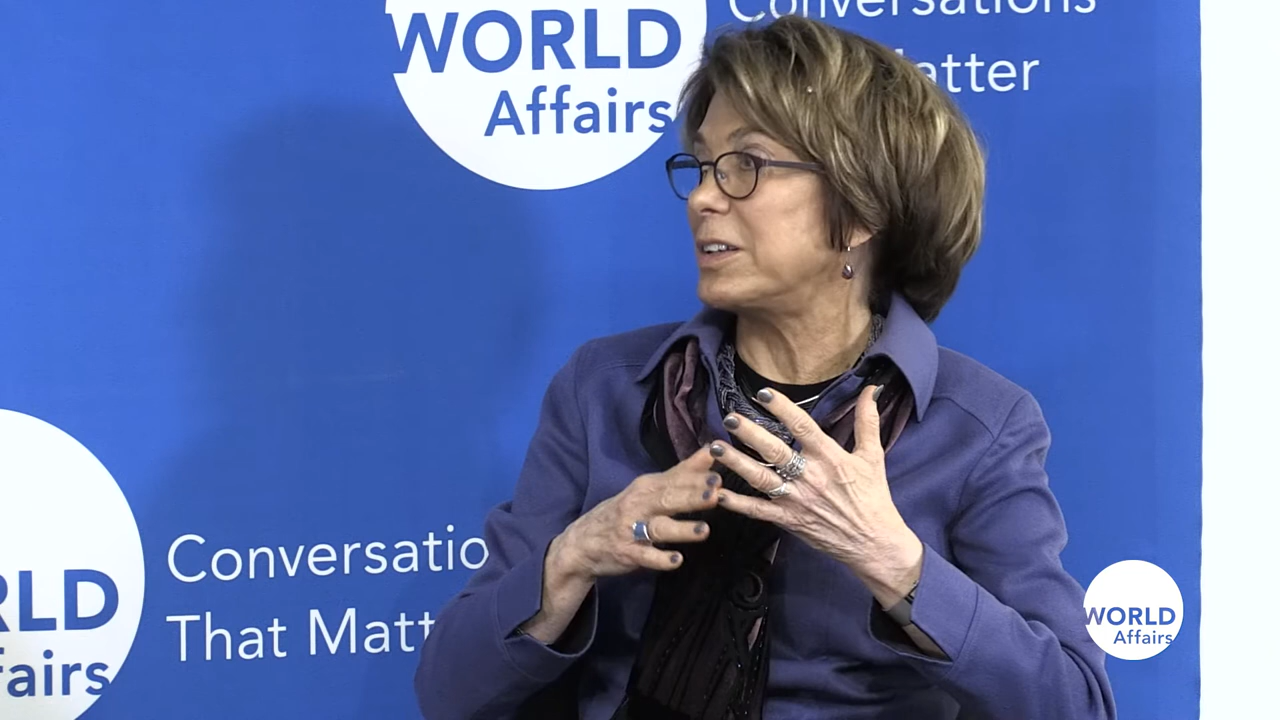 WORLD
Affairs
Conversations
atter
RLD
fairs
Conversatio
That Matt
WORLD
Affairs